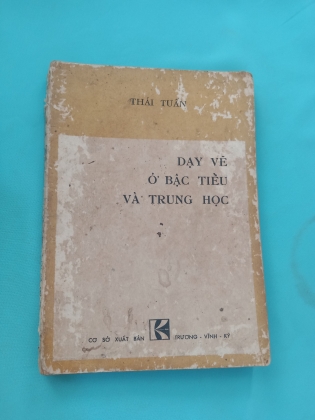 THÁI TUẤN
DẠY VẼ
Ở BẬC TIỂU
VÀ TRUNG HỌC
CƠ SỞ XUẤT BẢN TRƯƠNG - VĨNH - KÝ